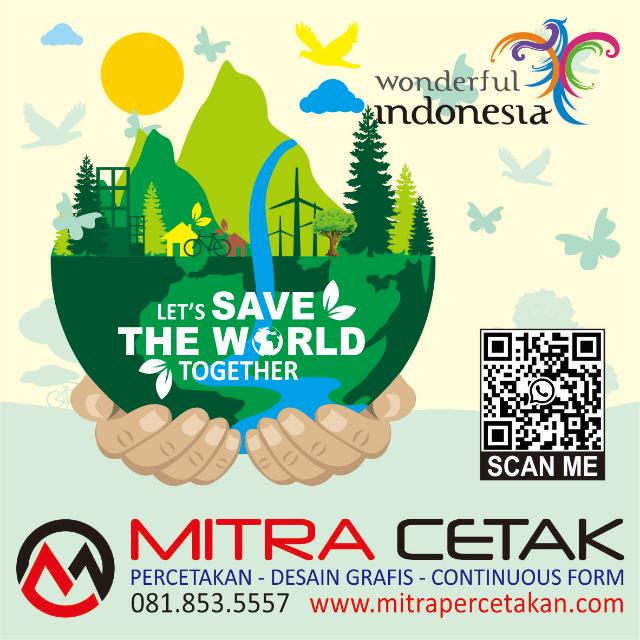 wonderful
indonesia
LET'S SAVE
THE WORLD
TOGETHER
SCAN ME
MITRA CETAK
PERCETAKAN - DESAIN GRAFIS - CONTINUOUS FORM
081.853.5557 www.mitrapercetakan.com